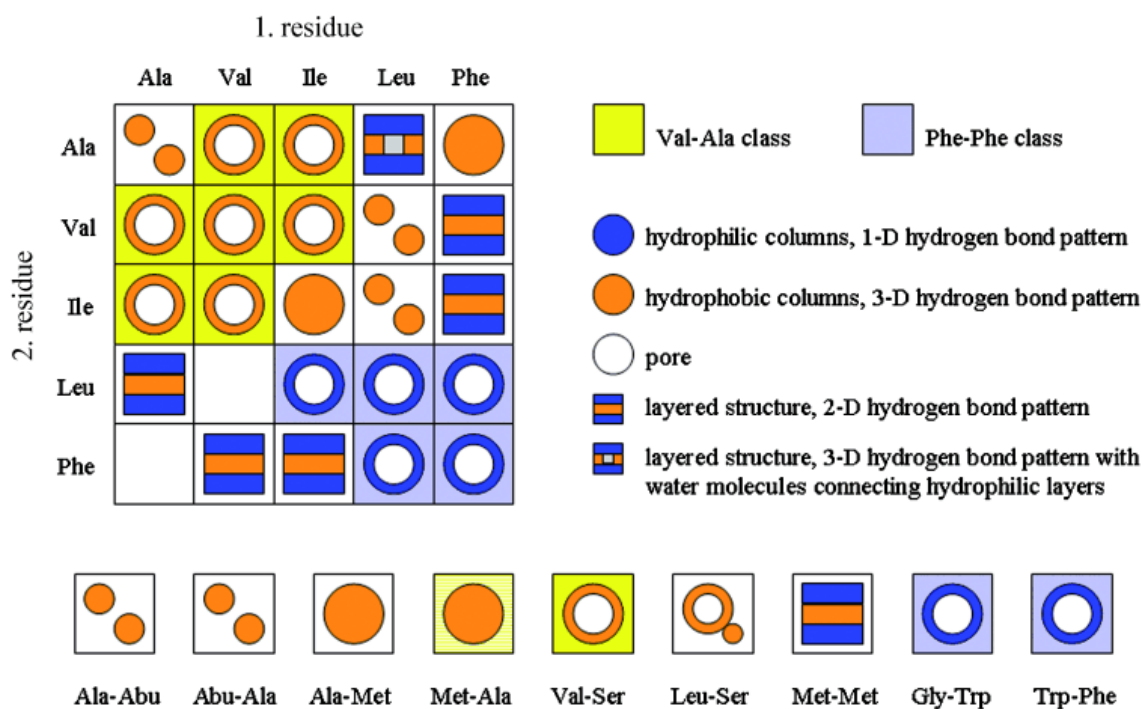 1. residue
Ala Val Ile Leu Phe
2. residue
Ala
Val
Ile
Leu
Phe
Val-Ala class
Phe-Phe class
hydrophilic columns, 1-D hydrogen bond pattern
hydrophobic columns, 3-D hydrogen bond pattern
pore
layered structure, 2-D hydrogen bond pattern
layered structure, 3-D hydrogen bond pattern with
water molecules connecting hydrophilic layers
Ala-Abu Abu-Ala Ala-Met Met-Ala Val-Ser Leu-Ser Met-Met Gly-Trp Trp-Phe